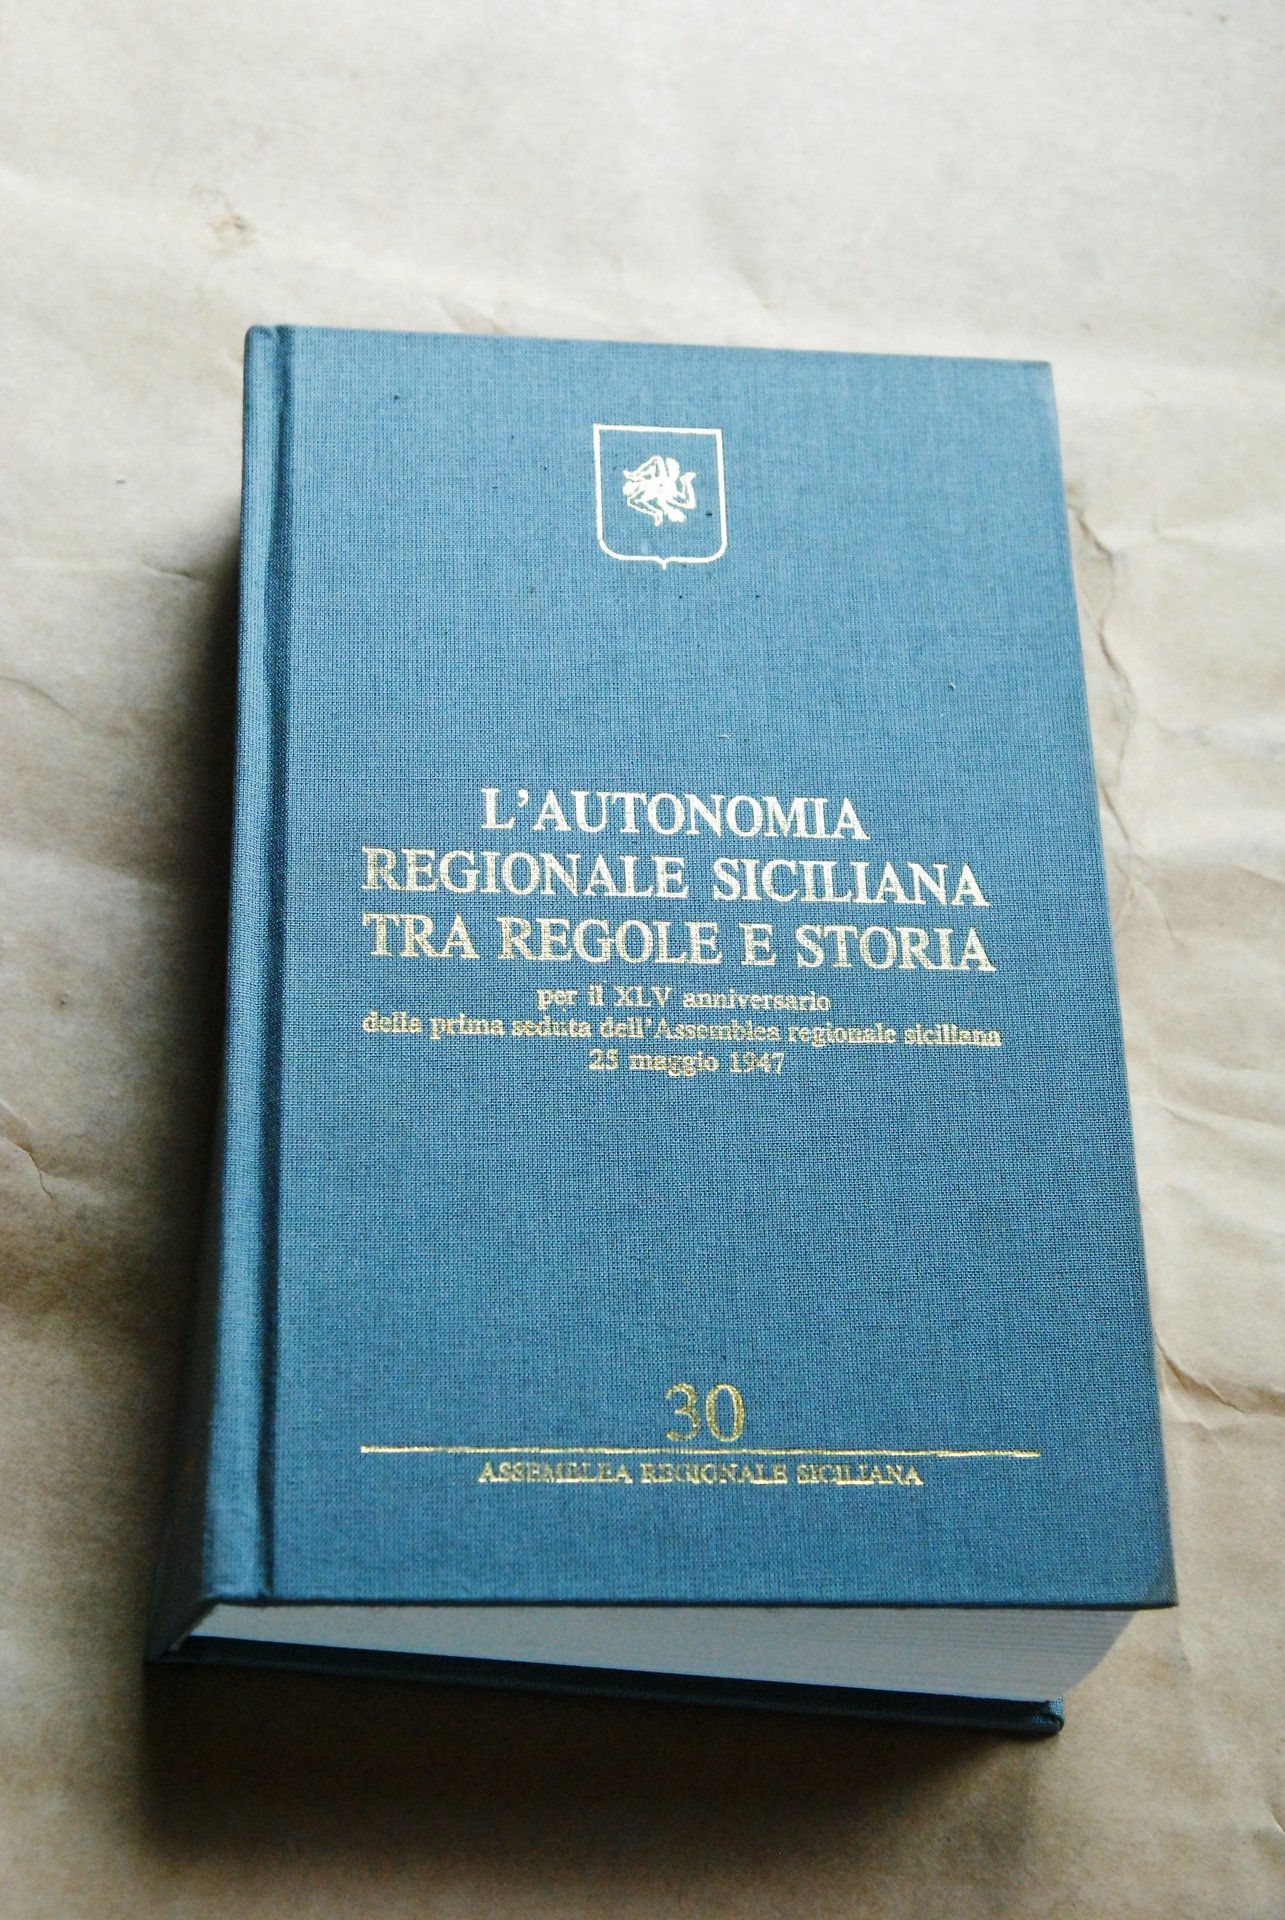 L'AUTONOMIA
REGIONALE SICILIANA
TRA REGOLE E STORIA
per il XLV anniversario
della prima seduta dell'Assemblea regionale siciliana
25 maggio 1947
30
ASSEMBLEA REGIONALE SICILIANA